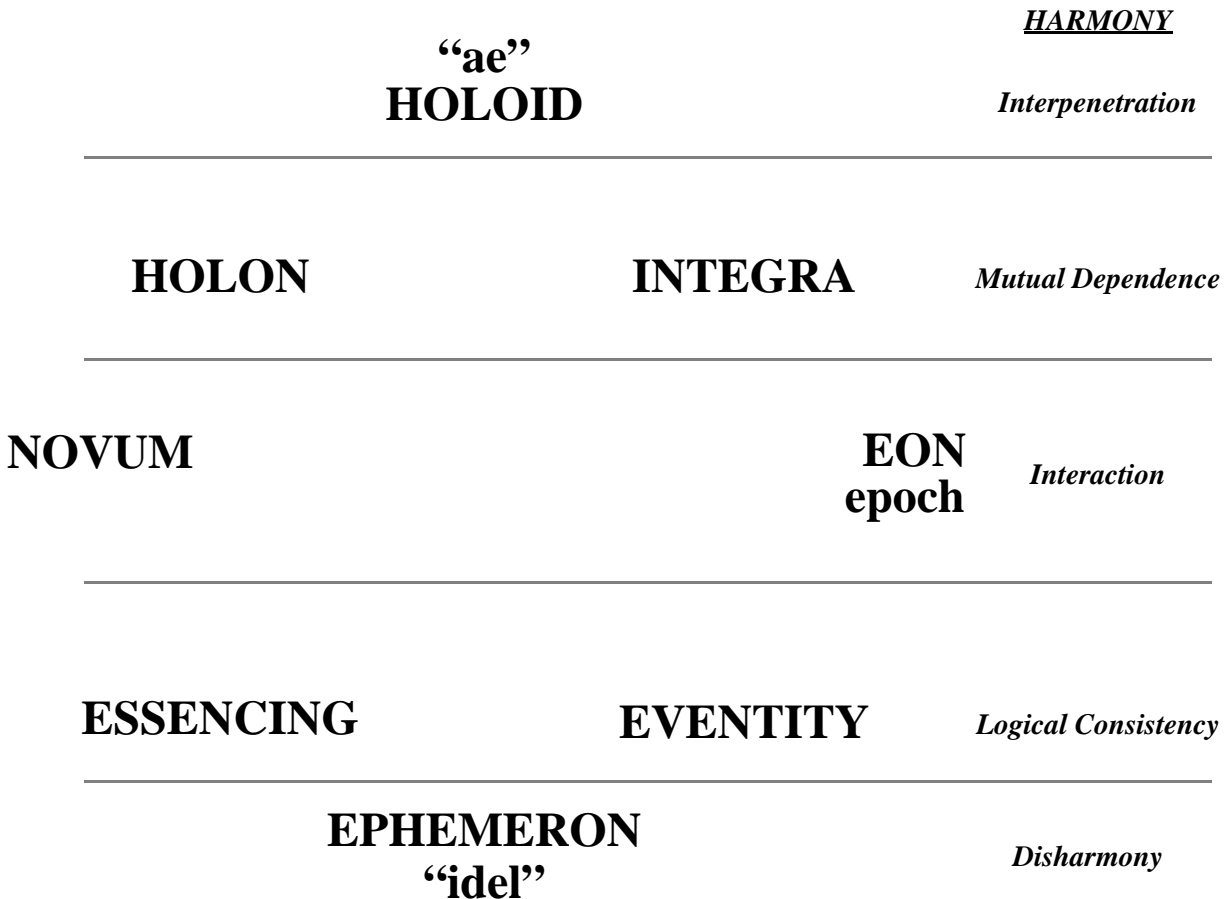 HARMONY
“ae”
HOLOID
Interpenetration
HOLON INTEGRA Mutual Dependence
NOVUM EON
epoch
Interaction
ESSENCING EVENTITY Logical Consistency
EPHEMERON
“idel”
Disharmony